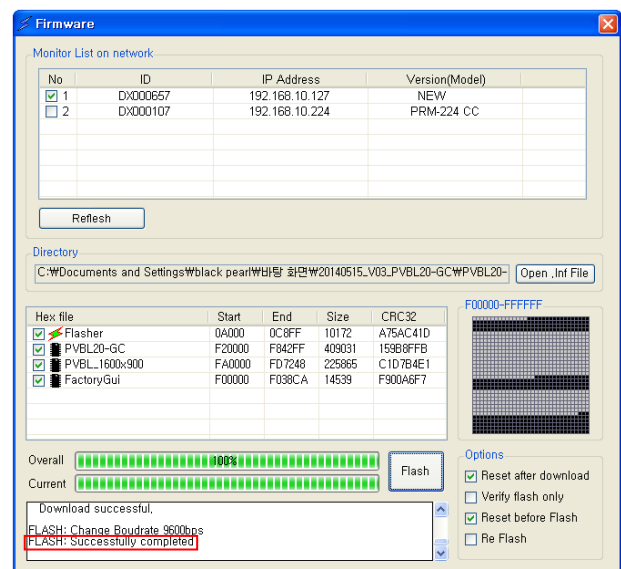 Firmware
Monitor List on network
No ID IP Address Version(Model)
1 DX000657 192.168.10.127 NEW
2 DX000107 192.168.10.224 PRM-224 CC
Reflesh
Directory
C:₩Documents and Settings₩black pearl₩바탕 화면₩20140515_V03_PVBL20-GC₩PVBL20- Open ,Inf File
Hex file Start End Size CRC32
Flasher 0A000 0C8FF 10172 A75AC41D
PVBL20-GC F20000 F842FF 409031 159B8FFB
PVBL_1600x900 FA0000 FD7248 225865 C1D7B4E1
FactoryGui F00000 F038CA 14539 F900A6F7
F00000-FFFFFF
Overall 100%
Current
Flash
Options
Reset after download
Verify flash only
Reset before Flash
Re Flash
Download successful,
FLASH: Change Boudrate 9600bps
FLASH: Successfully completed